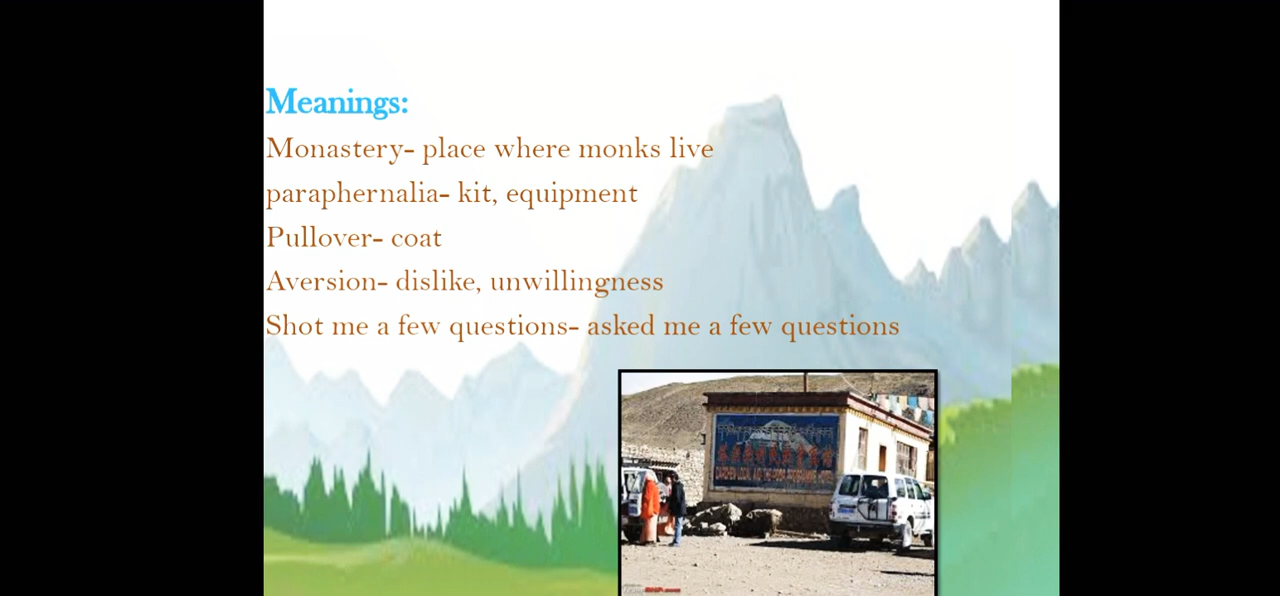 Meanings:
Monastery- place where monks live
paraphernalia- kit, equipment
Pullover- coat
Aversion- dislike, unwillingness
Shot me a few questions- asked me a few questions